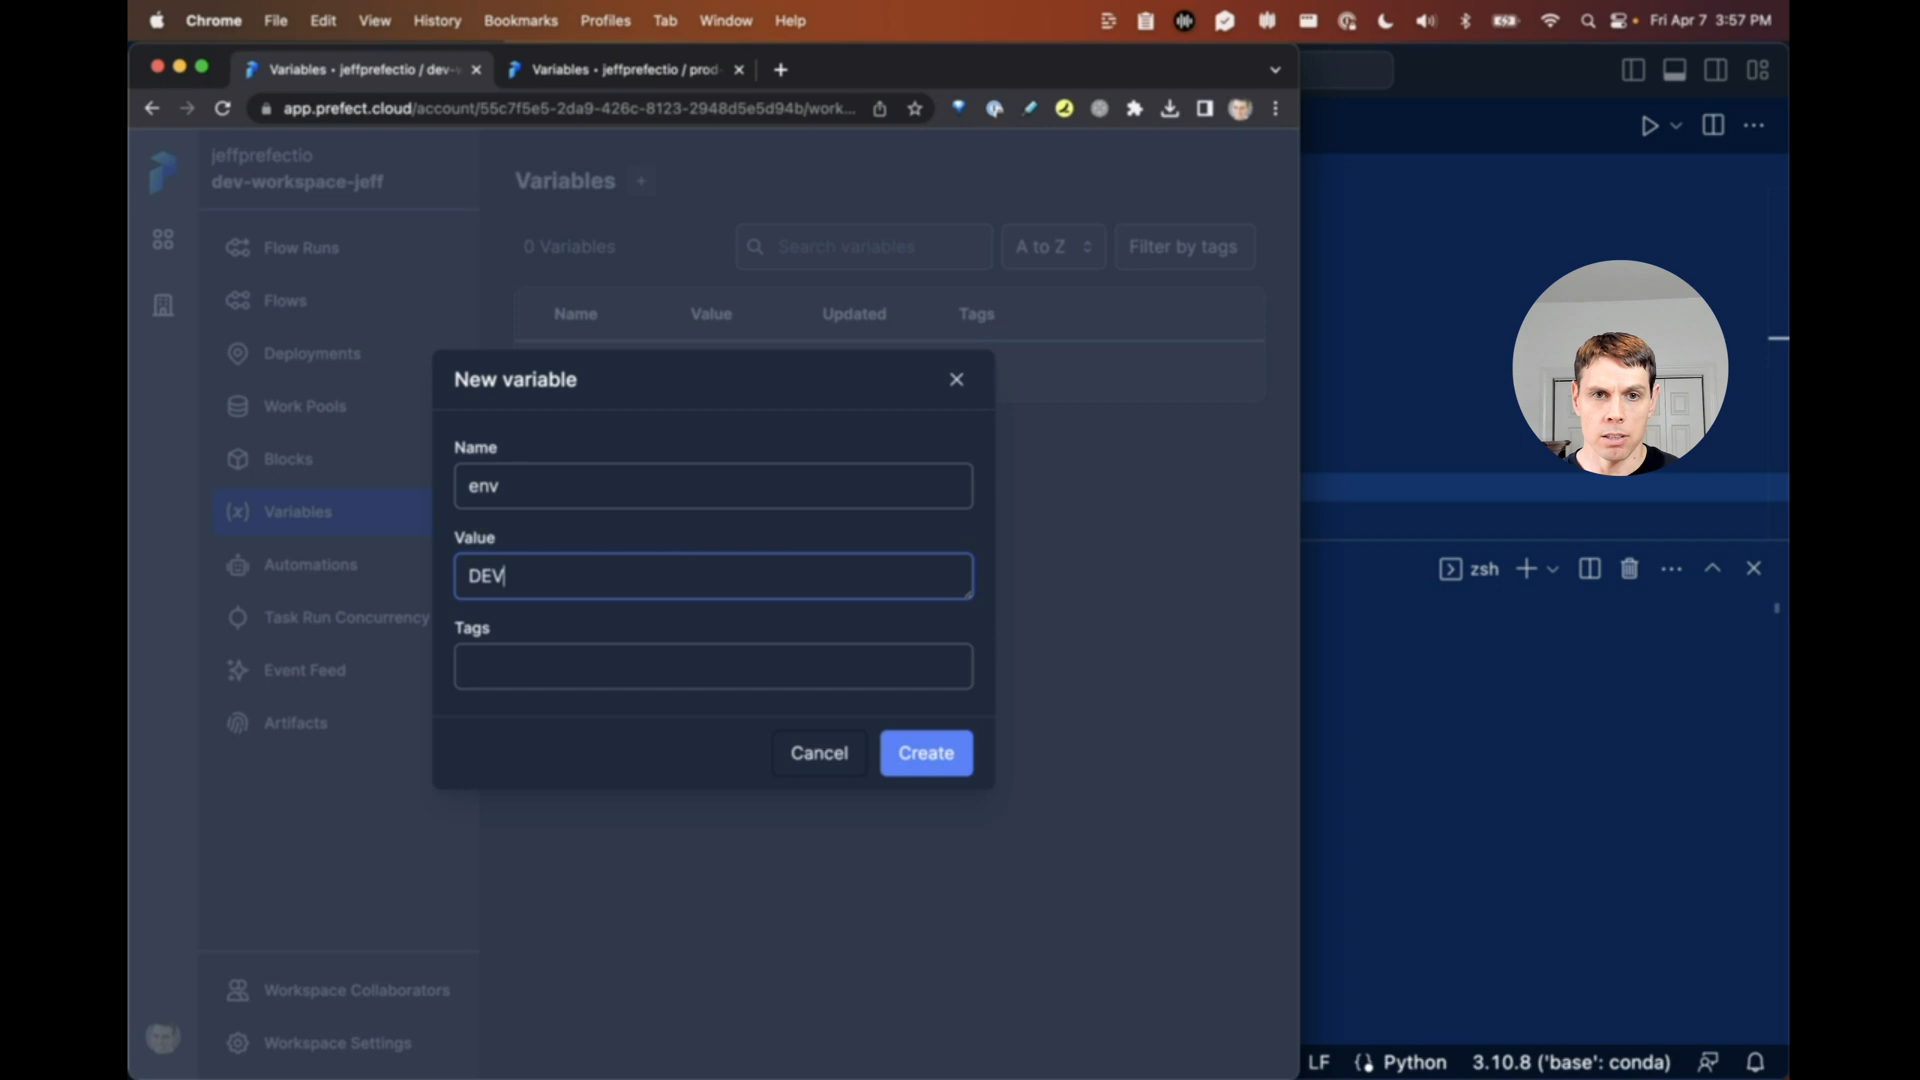 Chrome File Edit View History Bookmarks Profiles Tab Window Help
Fri Apr 7 3:57 PM
Variables • jeffprefectio / dev-
Variables • jeffprefectio / prod-
app.prefect.cloud/account/55c7f5e5-2da9-426c-8123-2948d5e5d94b/work...
jeffprefectio
dev-workspace-jeff
Variables
Flow Runs
Flows
Deployments
Work Pools
Blocks
(x) Variables
Automations
Task Run Concurrency
Event Feed
Artifacts
Workspace Collaborators
Workspace Settings
0 Variables
Search variables
A to Z
Filter by tags
Name Value Updated Tags
New variable
Name
env
Value
DEV
Tags
Cancel
Create
zsh
LF Python 3.10.8 ('base': conda)